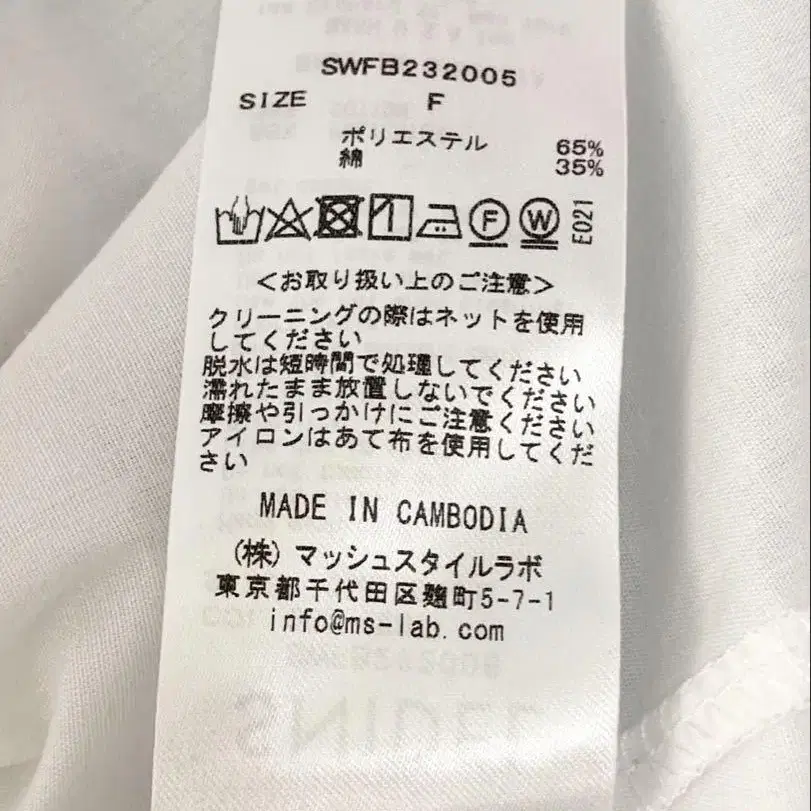 SWFB232005
SIZE F
ポリエステル 65%
綿 35%
F W E021
<お取り扱い上のご注意>
クリーニングの際はネットを使用
してください
脱水は短時間で処理してください
濡れたまま放置しないでください
摩擦や引っかけにご注意ください
アイロンはあて布を使用してくだ
さい
MADE IN CAMBODIA
(株)マッシュスタイルラボ
東京都千代田区麹町5-7-1
info@ms-lab.com